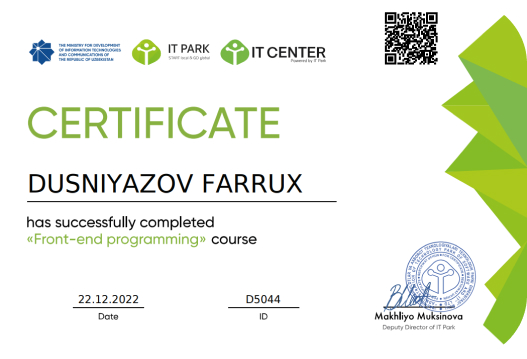 THE MINISTRY FOR DEVELOPMENT
OF INFORMATION TECHNOLOGIES
AND COMMUNICATIONS OF
THE REPUBLIC OF UZBEKISTAN
IT PARK
START local & GO global
IT CENTER
Powered by IT Park
CERTIFICATE
DUSNIYAZOV FARRUX
has successfully completed
«Front-end programming» course
22.12.2022
Date
D5044
ID
Makhliyo Muksinova
Deputy Director of IT Park